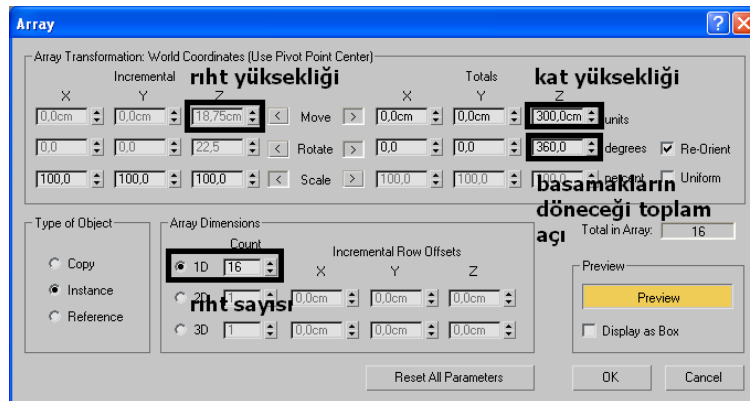 Array
Array Transformation: World Coordinates (Use Pivot Point Center)
Incremental rıht yüksekliği Totals kat yüksekliği
X Y Z X Y Z
0,0cm 0,0cm 18,75cm < Move > 0,0cm 0,0cm 300,0cm units
0,0 0,0 22,5 < Rotate > 0,0 0,0 360,0 degrees Re-Orient
100,0 100,0 100,0 < Scale > 100,0 100,0 100,0 percent Uniform
basamakların
döneceği toplam
açı
Type of Object
Copy
Instance
Reference
Array Dimensions
Count
Incremental Row Offsets
1D 16 X Y Z
2D 1 0,0cm 0,0cm 0,0cm
rıht sayısı
3D 1 0,0cm 0,0cm 0,0cm
Total in Array: 16
Preview
Preview
Display as Box
Reset All Parameters OK Cancel